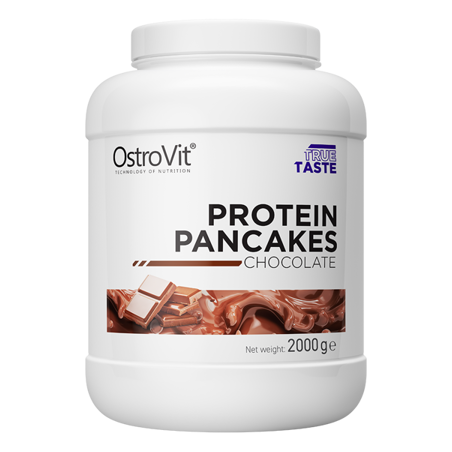 OstroVit®
TECHNOLOGY OF NUTRITION
TRUE
TASTE
PROTEIN
PANCAKES
CHOCOLATE
Net weight: 2000 g ℮